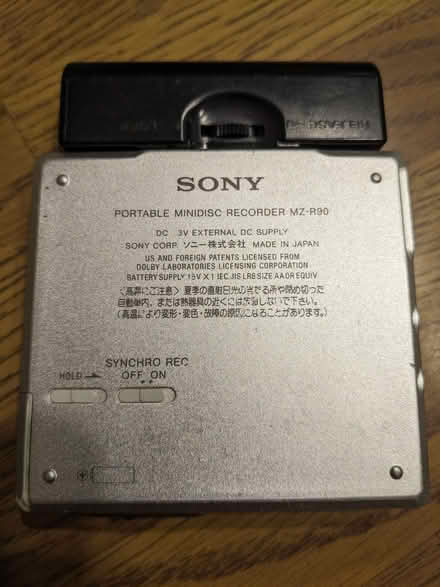 RELEASE
LOCK
SONY
PORTABLE MINIDISC RECORDER MZ-R90
DC 3V EXTERNAL DC SUPPLY
SONY CORP. ソニー株式会社 MADE IN JAPAN
US AND FOREIGN PATENTS LICENSED FROM
DOLBY LABORATORIES LICENSING CORPORATION
BATTERY SUPPLY 1.5V X 1 IEC, JIS LR6 SIZE AA OR EQUIV
〈高温にご注意〉夏季の直射日光の当たる所や閉め切った
自動車内、または熱器具の近くには放置しないで下さい。
(高温により変形・変色・故障の原因になることがあります。)
SYNCHRO REC
HOLD
OFF ON